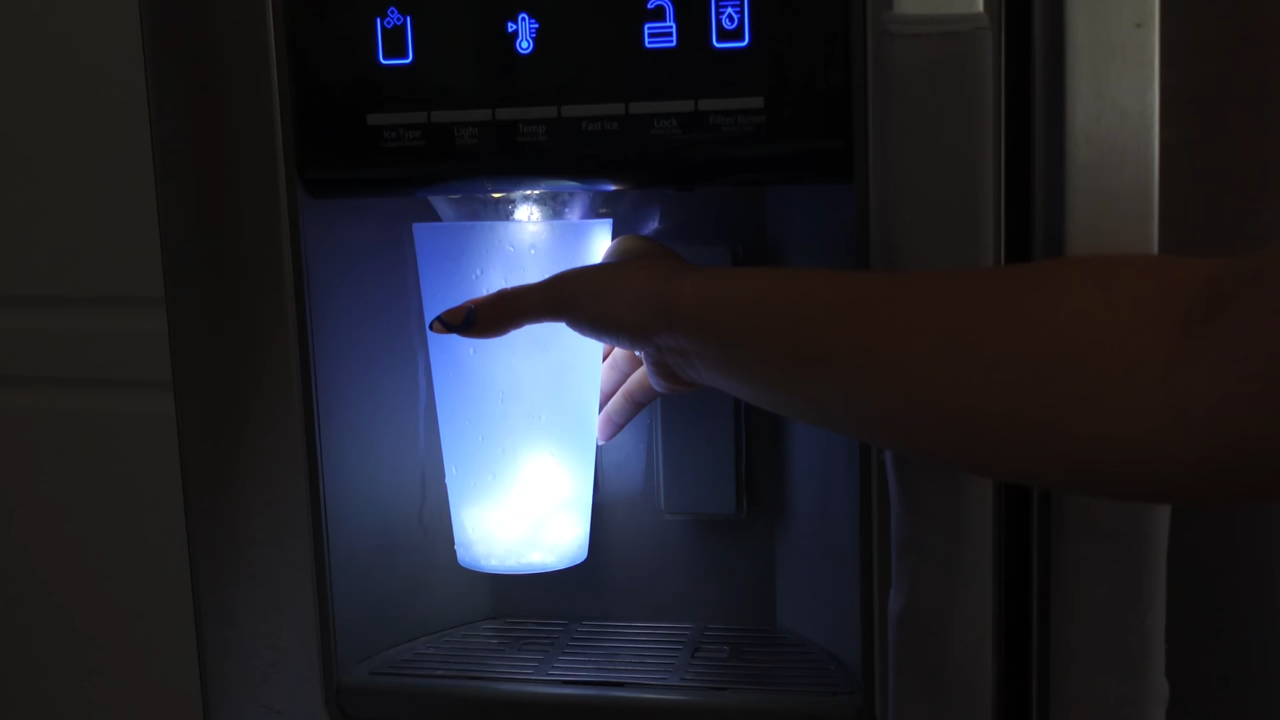 Ice Type
Light
Temp
Fast Ice
Lock
Filter Reset